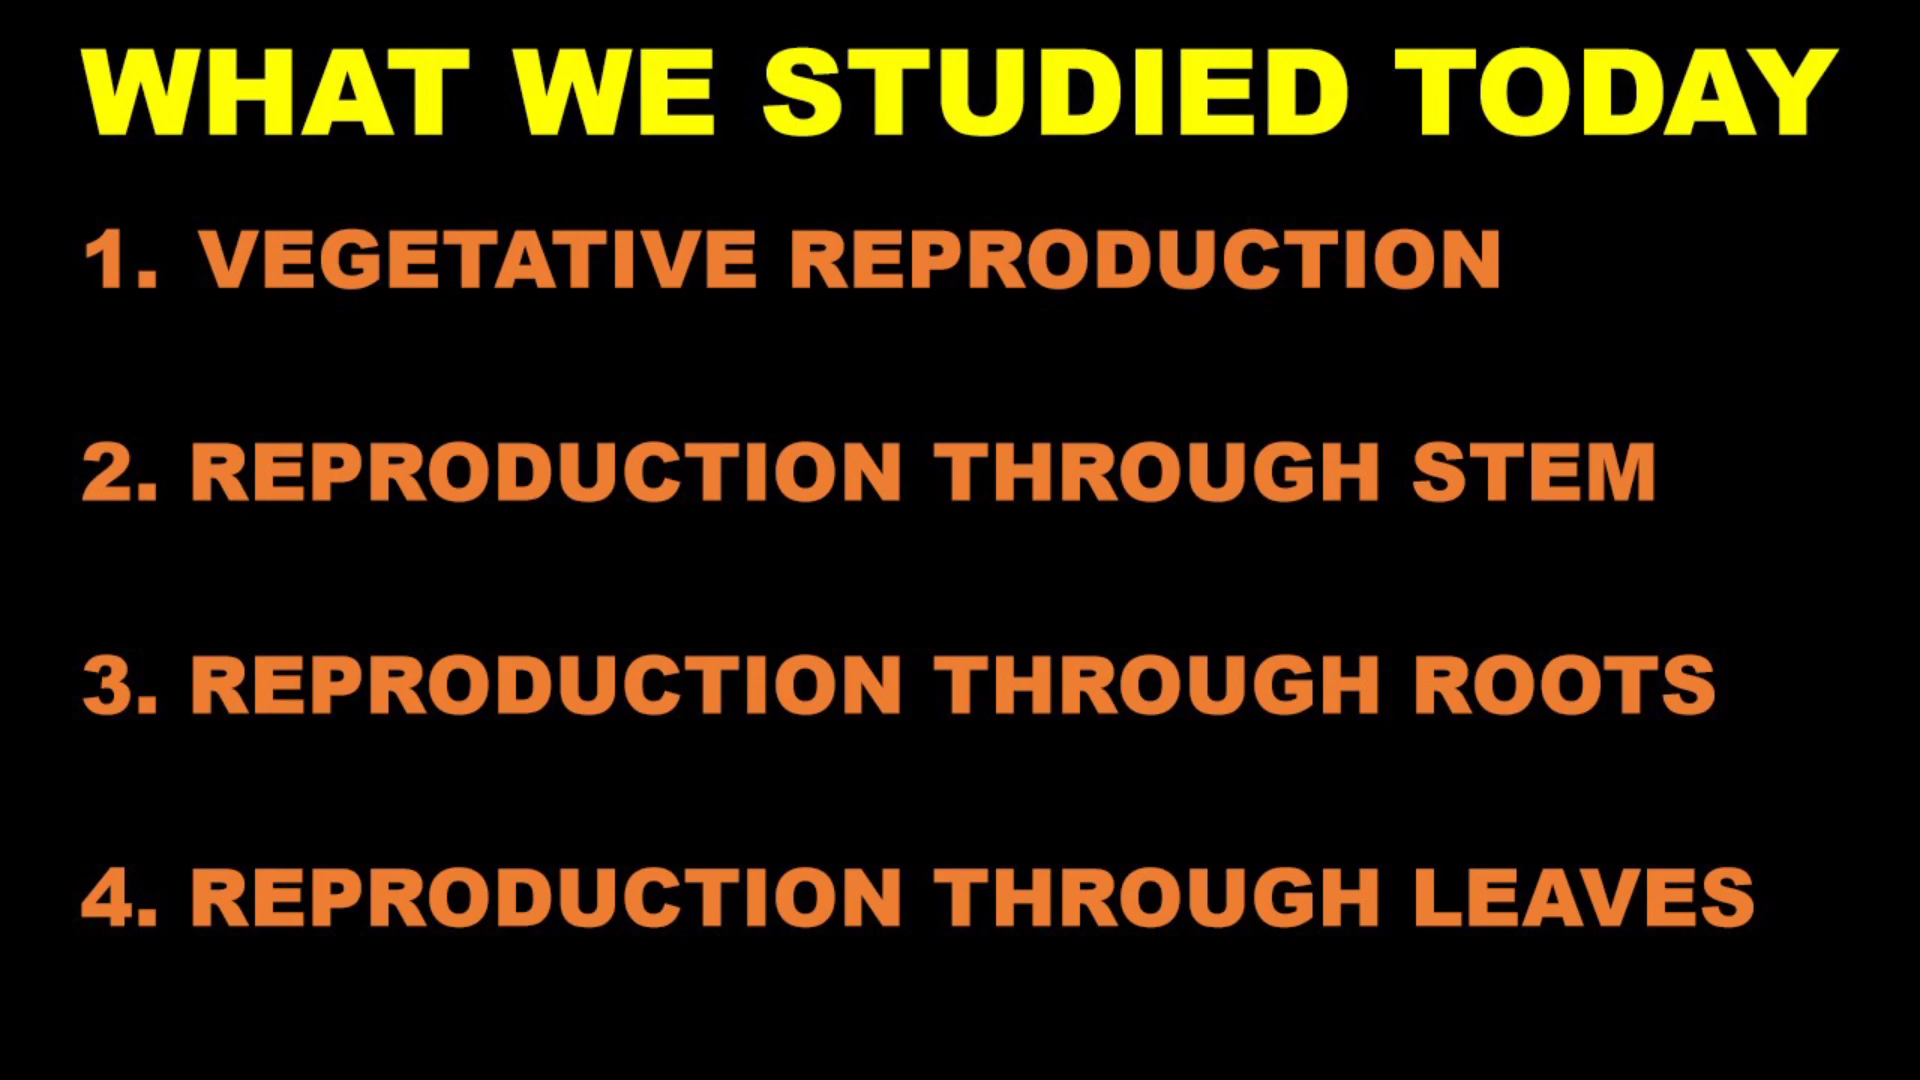 WHAT WE STUDIED TODAY
1. VEGETATIVE REPRODUCTION
2. REPRODUCTION THROUGH STEM
3. REPRODUCTION THROUGH ROOTS
4. REPRODUCTION THROUGH LEAVES